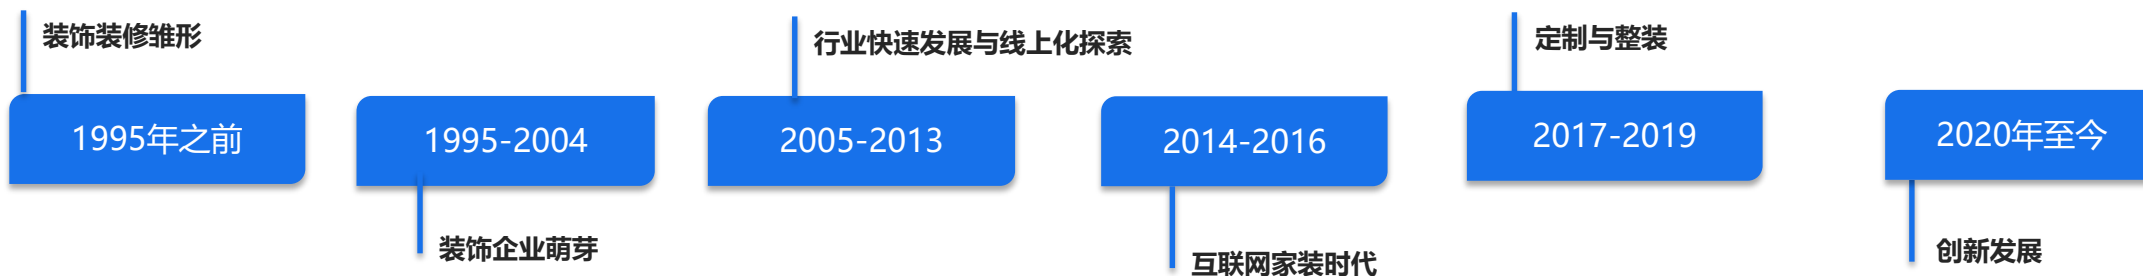 装饰装修雏形
行业快速发展与线上化探索
定制与整装
1995年之前
1995-2004
2005-2013
2014-2016
2017-2019
2020年至今
装饰企业萌芽
互联网家装时代
创新发展